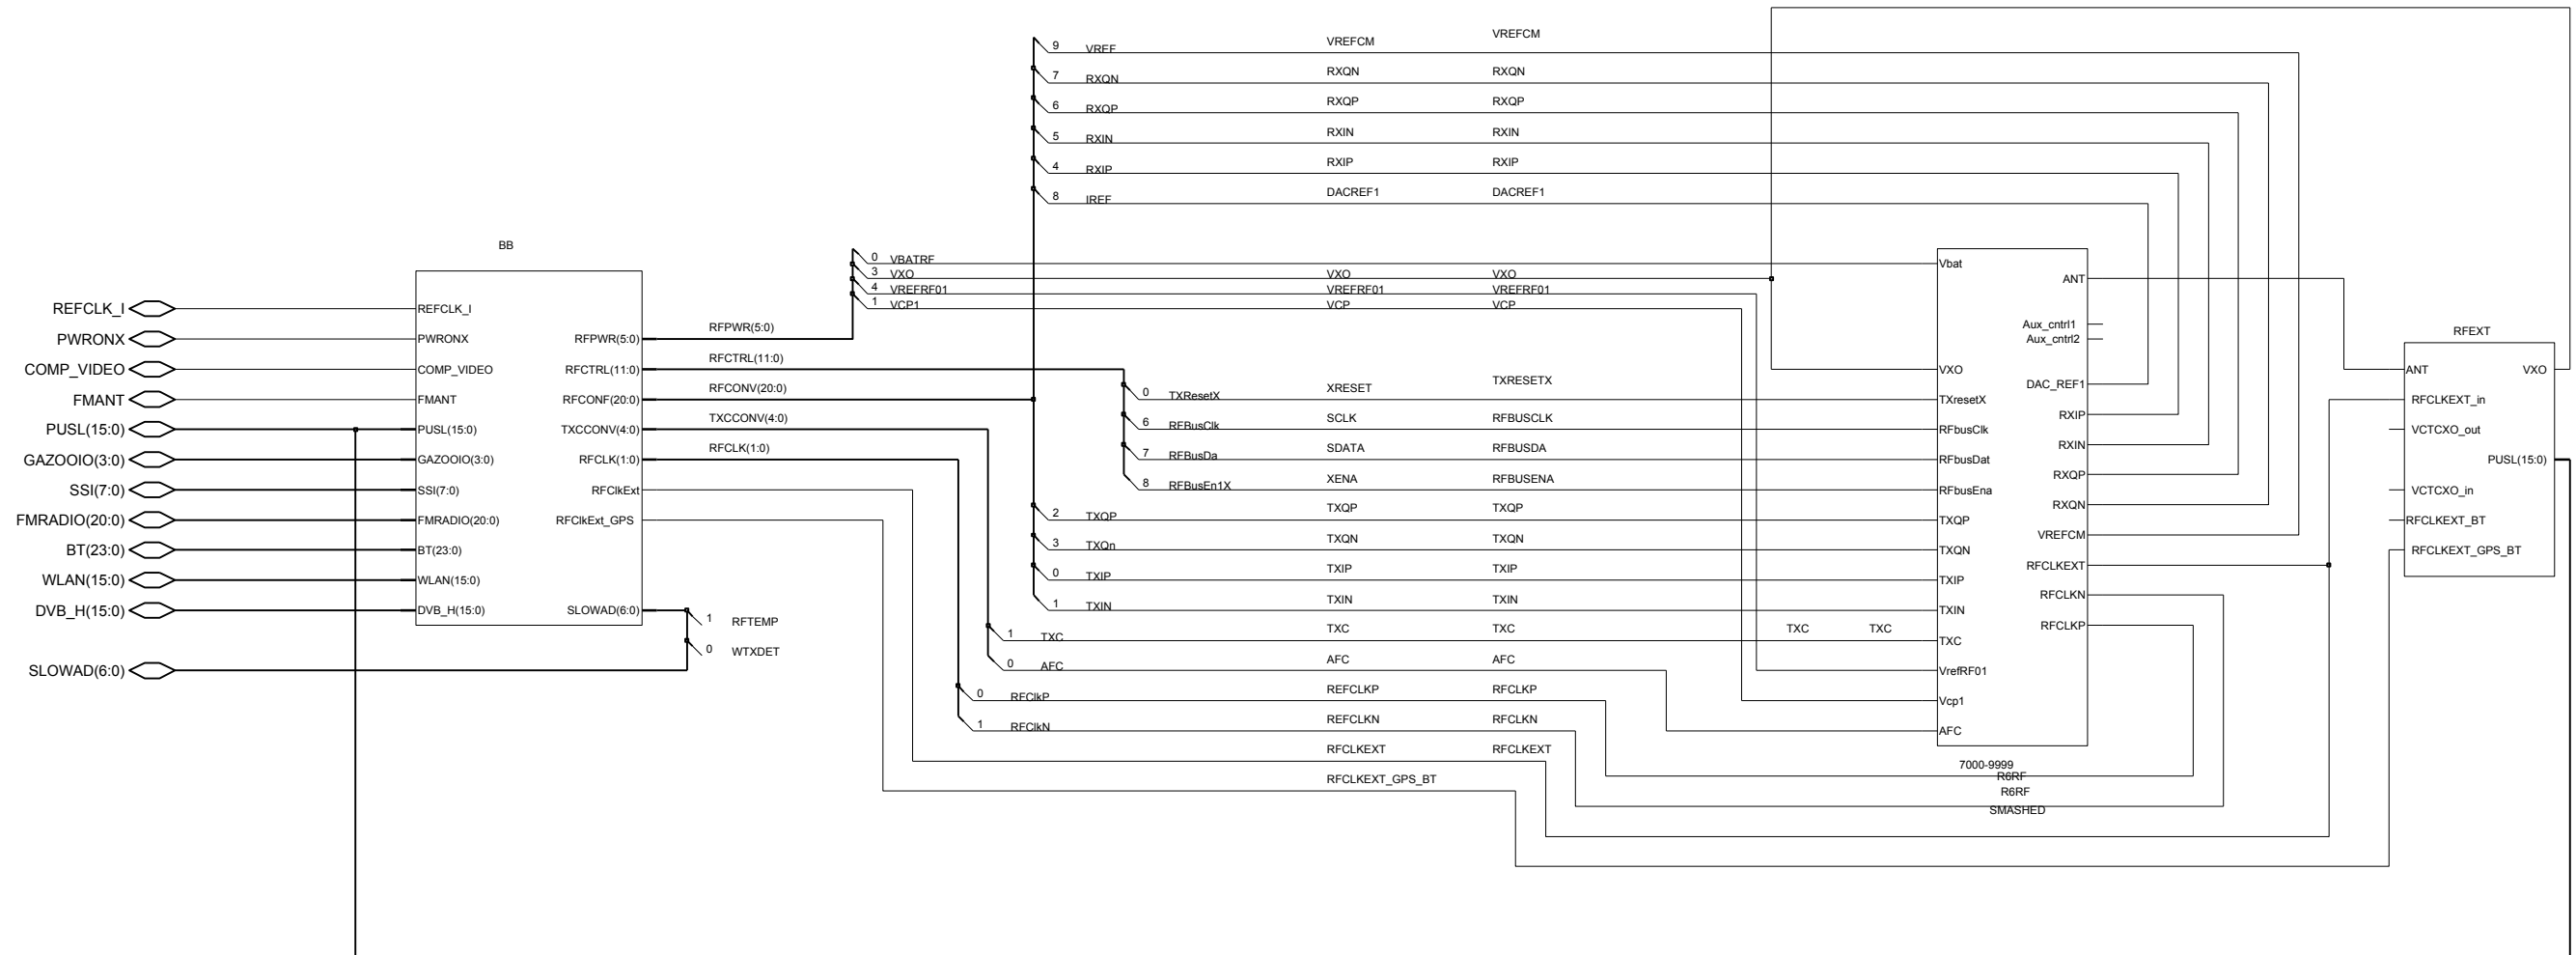 9 VREF VREFCM VREFCM
7 RXQN RXQN RXQN
6 RXQP RXQP RXQP
5 RXIN RXIN RXIN
4 RXIP RXIP RXIP
8 IREF DACREF1 DACREF1
BB
REFCLK_I
PWRONX
COMP_VIDEO
FMANT
PUSL(15:0)
GAZOOIO(3:0)
SSI(7:0)
FMRADIO(20:0)
BT(23:0)
WLAN(15:0)
DVB_H(15:0)
SLOWAD(6:0)
REFCLK_I
PWRONX
COMP_VIDEO
FMANT
PUSL(15:0)
GAZOOIO(3:0)
SSI(7:0)
FMRADIO(20:0)
BT(23:0)
WLAN(15:0)
DVB_H(15:0)
RFPWR(5:0)
RFCTRL(11:0)
RFCONF(20:0)
TXCCONV(4:0)
RFCLK(1:0)
RFClkExt
RFClkExt_GPS
SLOWAD(6:0)
RFPWR(5:0)
RFCTRL(11:0)
RFCONV(20:0)
TXCCONV(4:0)
RFCLK(1:0)
1 RFTEMP
0 WTXDET
0 VBATRF
3 VXO VXO VXO
4 VREFRF01 VREFRF01 VREFRF01
1 VCP1 VCP VCP
0 TXResetX XRESET TXRESETX
6 RFBusClk SCLK RFBUSCLK
7 RFBusDa SDATA RFBUSDA
8 RFBusEn1X XENA RFBUSENA
2 TXQP TXQP TXQP
3 TXQn TXQN TXQN
0 TXIP TXIP TXIP
1 TXIN TXIN TXIN
1 TXC TXC TXC TXC TXC
0 AFC AFC AFC
0 RFClkP REFCLKP RFCLKP
1 RFClkN REFCLKN RFCLKN
RFCLKEXT RFCLKEXT
RFCLKEXT_GPS_BT
Vbat
VXO
TXresetX
RFbusClk
RFbusDat
RFbusEna
TXQP
TXQN
TXIP
TXIN
TXC
VrefRF01
Vcp1
AFC
ANT
Aux_cntrl1
Aux_cntrl2
DAC_REF1
RXIP
RXIN
RXQP
RXQN
VREFCM
RFCLKEXT
RFCLKN
RFCLKP
7000-9999
R6RF
R6RF
SMASHED
RFEXT
ANT
RFCLKEXT_in
VCTCXO_out
VCTCXO_in
RFCLKEXT_BT
RFCLKEXT_GPS_BT
VXO
PUSL(15:0)